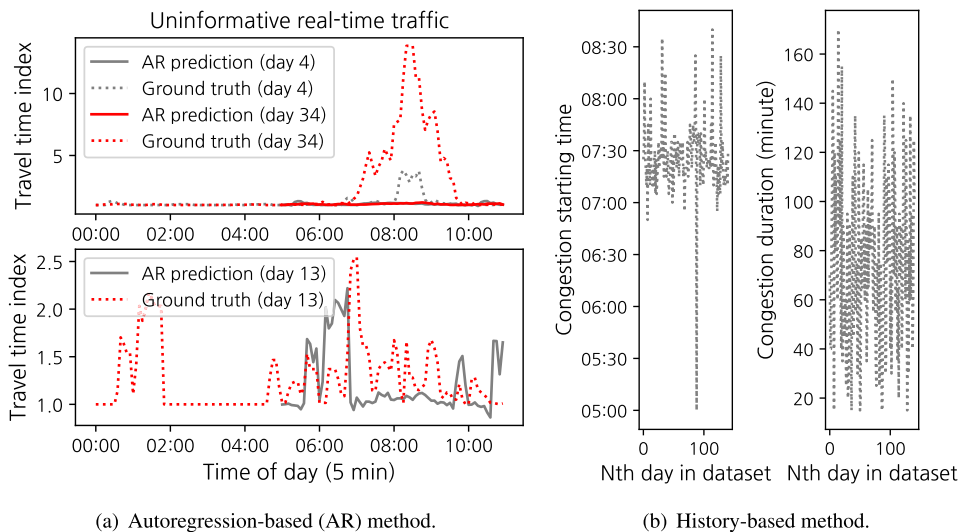 Uninformative real-time traffic
Travel time index
10
5
AR prediction (day 4)
Ground truth (day 4)
AR prediction (day 34)
Ground truth (day 34)
00:00 02:00 04:00 06:00 08:00 10:00
Travel time index
2.5
2.0
1.5
1.0
AR prediction (day 13)
Ground truth (day 13)
00:00 02:00 04:00 06:00 08:00 10:00
Time of day (5 min)
(a) Autoregression-based (AR) method.
Congestion starting time
08:30
08:00
07:30
07:00
06:30
06:00
05:30
05:00
0 100
Nth day in dataset
Congestion duration (minute)
160
140
120
100
80
60
40
20
0 100
Nth day in dataset
(b) History-based method.